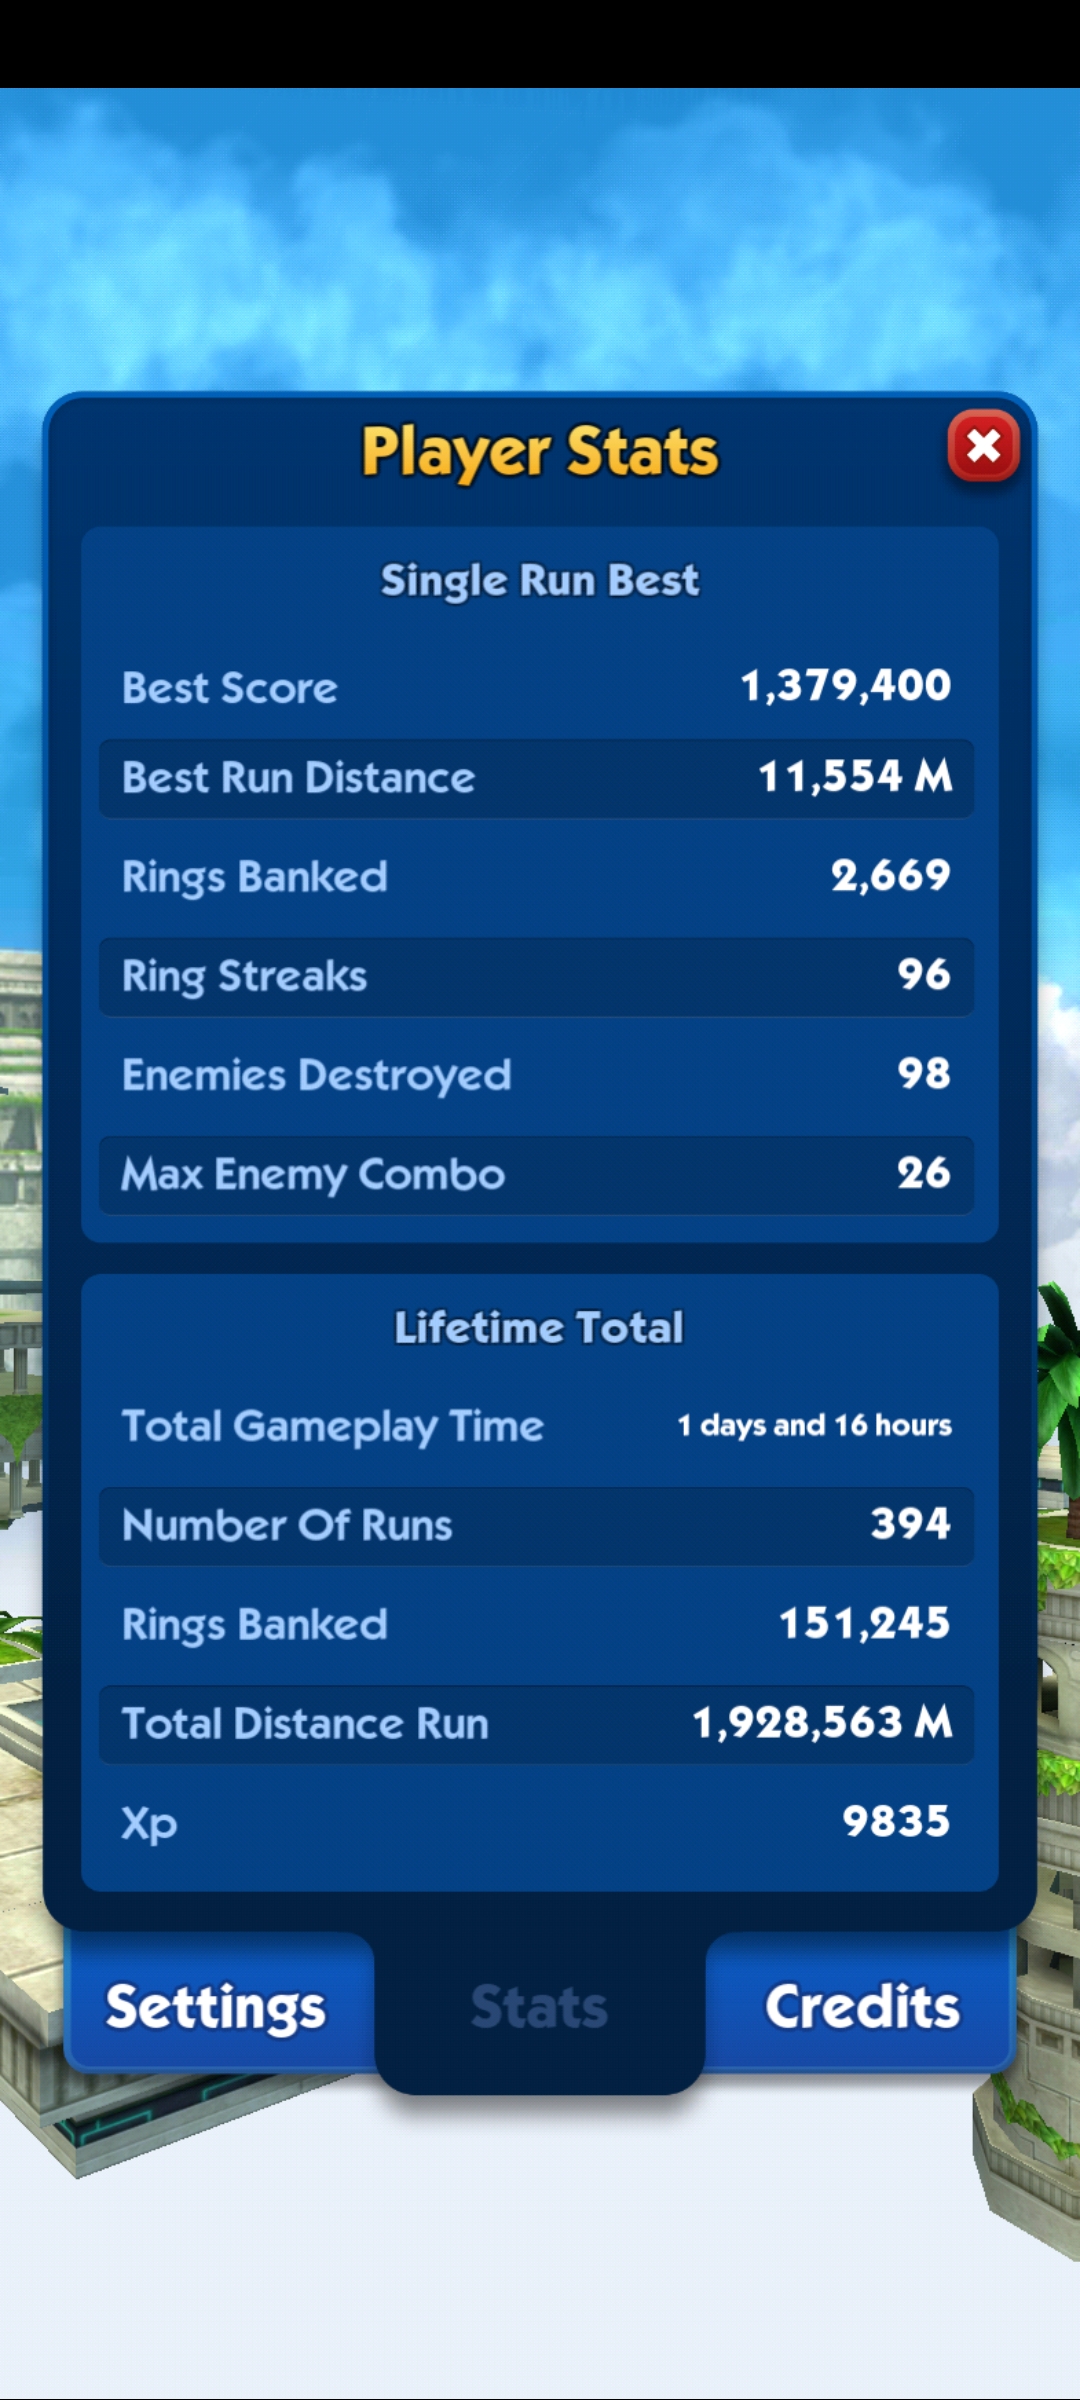 Player Stats
Single Run Best
Best Score 1,379,400
Best Run Distance 11,554 M
Rings Banked 2,669
Ring Streaks 96
Enemies Destroyed 98
Max Enemy Combo 26
Lifetime Total
Total Gameplay Time 1 days and 16 hours
Number Of Runs 394
Rings Banked 151,245
Total Distance Run 1,928,563 M
Xp 9835
Settings Stats Credits